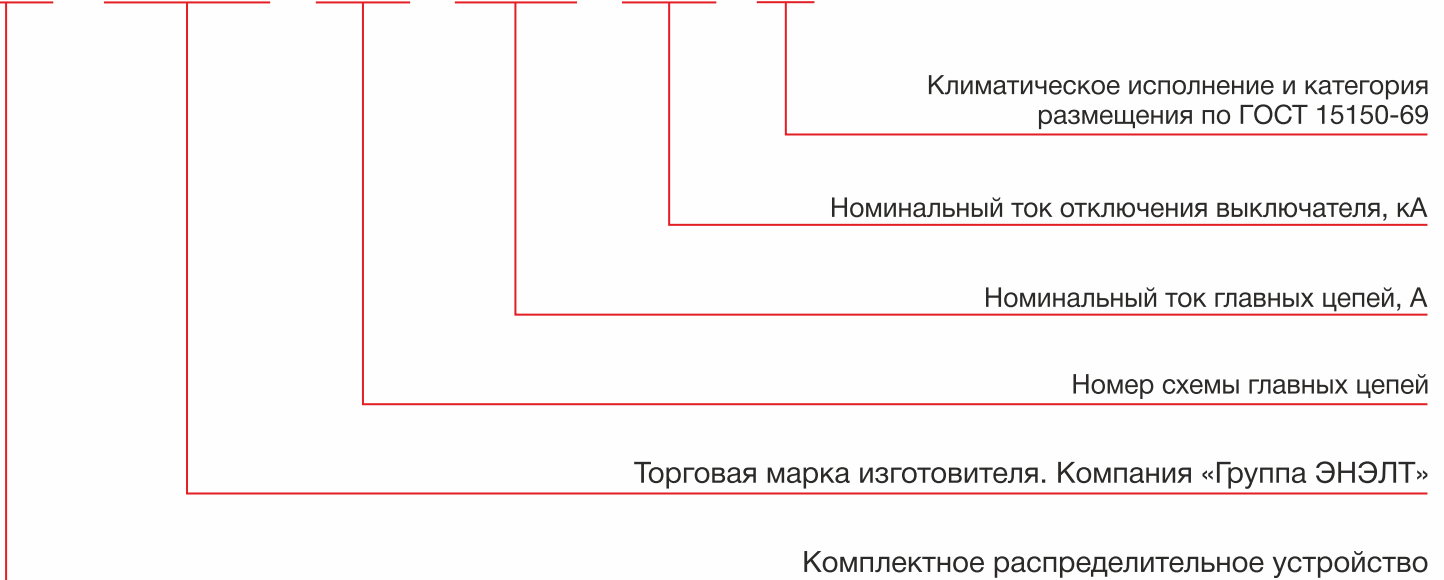 Климатическое исполнение и категория
размещения по ГОСТ 15150-69
Номинальный ток отключения выключателя, кА
Номинальный ток главных цепей, А
Номер схемы главных цепей
Торговая марка изготовителя. Компания «Группа ЭНЭЛТ»
Комплектное распределительное устройство